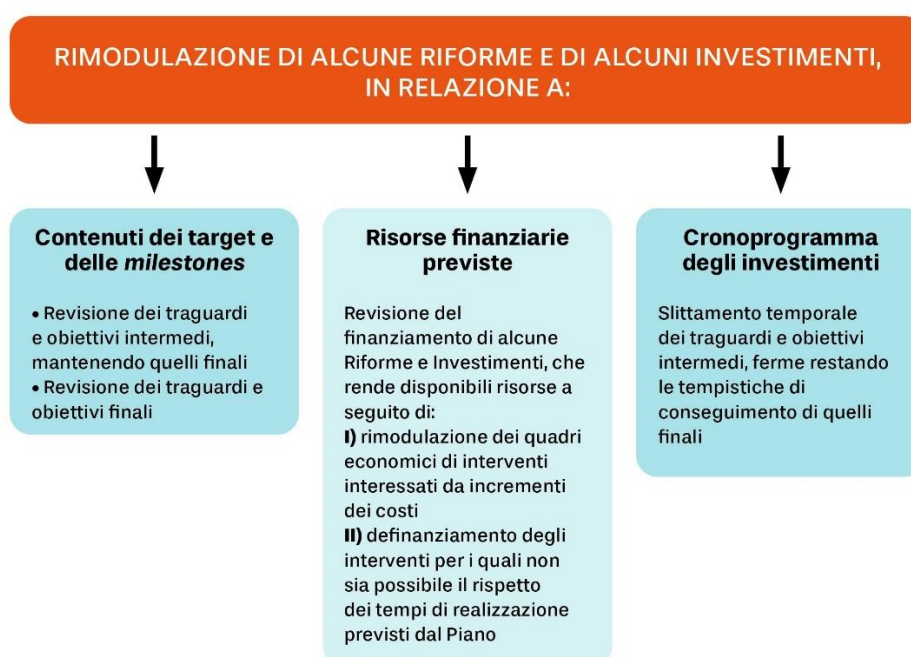 RIMODULAZIONE DI ALCUNE RIFORME E DI ALCUNI INVESTIMENTI,
IN RELAZIONE A:
Contenuti dei target e
delle milestones
• Revisione dei traguardi
e obiettivi intermedi,
mantenendo quelli finali
• Revisione dei traguardi e
obiettivi finali
Risorse finanziarie
previste
Revisione del
finanziamento di alcune
Riforme e Investimenti, che
rende disponibili risorse a
seguito di:
I) rimodulazione dei quadri
economici di interventi
interessati da incrementi
dei costi
II) definanziamento degli
interventi per i quali non
sia possibile il rispetto
dei tempi di realizzazione
previsti dal Piano
Cronoprogramma
degli investimenti
Slittamento temporale
dei traguardi e obiettivi
intermedi, ferme restando
le tempistiche di
conseguimento di quelli
finali